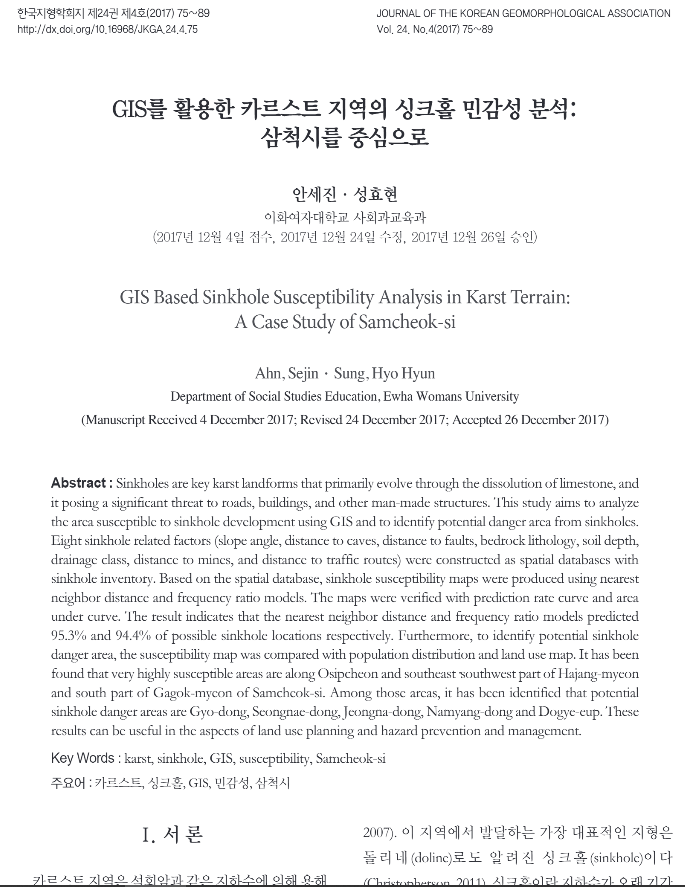 한국지형학회지 제24권 제4호(2017) 75~89
http://dx.doi.org/10.16968/JKGA.24.4.75
JOURNAL OF THE KOREAN GEOMORPHOLOGICAL ASSOCIATION
Vol. 24. No.4(2017) 75~89
GIS를 활용한 카르스트 지역의 싱크홀 민감성 분석:
삼척시를 중심으로
안세진 · 성효현
이화여자대학교 사회과교육과
(2017년 12월 4일 접수, 2017년 12월 24일 수정, 2017년 12월 26일 승인)
GIS Based Sinkhole Susceptibility Analysis in Karst Terrain:
A Case Study of Samcheok-si
Ahn, Sejin · Sung, Hyo Hyun
Department of Social Studies Education, Ewha Womans University
(Manuscript Received 4 December 2017; Revised 24 December 2017; Accepted 26 December 2017)
Abstract : Sinkholes are key karst landforms that primarily evolve through the dissolution of limestone, and
it posing a significant threat to roads, buildings, and other man-made structures. This study aims to analyze
the area susceptible to sinkhole development using GIS and to identify potential danger area from sinkholes.
Eight sinkhole related factors (slope angle, distance to caves, distance to faults, bedrock lithology, soil depth,
drainage class, distance to mines, and distance to traffic routes) were constructed as spatial databases with
sinkhole inventory. Based on the spatial database, sinkhole susceptibility maps were produced using nearest
neighbor distance and frequency ratio models. The maps were verified with prediction rate curve and area
under curve. The result indicates that the nearest neighbor distance and frequency ratio models predicted
95.3% and 94.4% of possible sinkhole locations respectively. Furthermore, to identify potential sinkhole
danger area, the susceptibility map was compared with population distribution and land use map. It has been
found that very highly susceptible areas are along Osipcheon and southeast-southwest part of Hajang-myeon
and south part of Gagok-myeon of Samcheok-si. Among those areas, it has been identified that potential
sinkhole danger areas are Gyo-dong, Seongnae-dong, Jeongna-dong, Namyang-dong and Dogye-eup. These
results can be useful in the aspects of land use planning and hazard prevention and management.
Key Words : karst, sinkhole, GIS, susceptibility, Samcheok-si
주요어 : 카르스트, 싱크홀, GIS, 민감성, 삼척시
I. 서 론
카르스트 지역은 석회암과 같은 지하수에 의해 용해
2007). 이 지역에서 발달하는 가장 대표적인 지형은
돌리네(doline)로도 알려진 싱크홀(sinkhole)이다
(Christopherson, 2011). 싱크홀이란 지하수가 오랜 기간